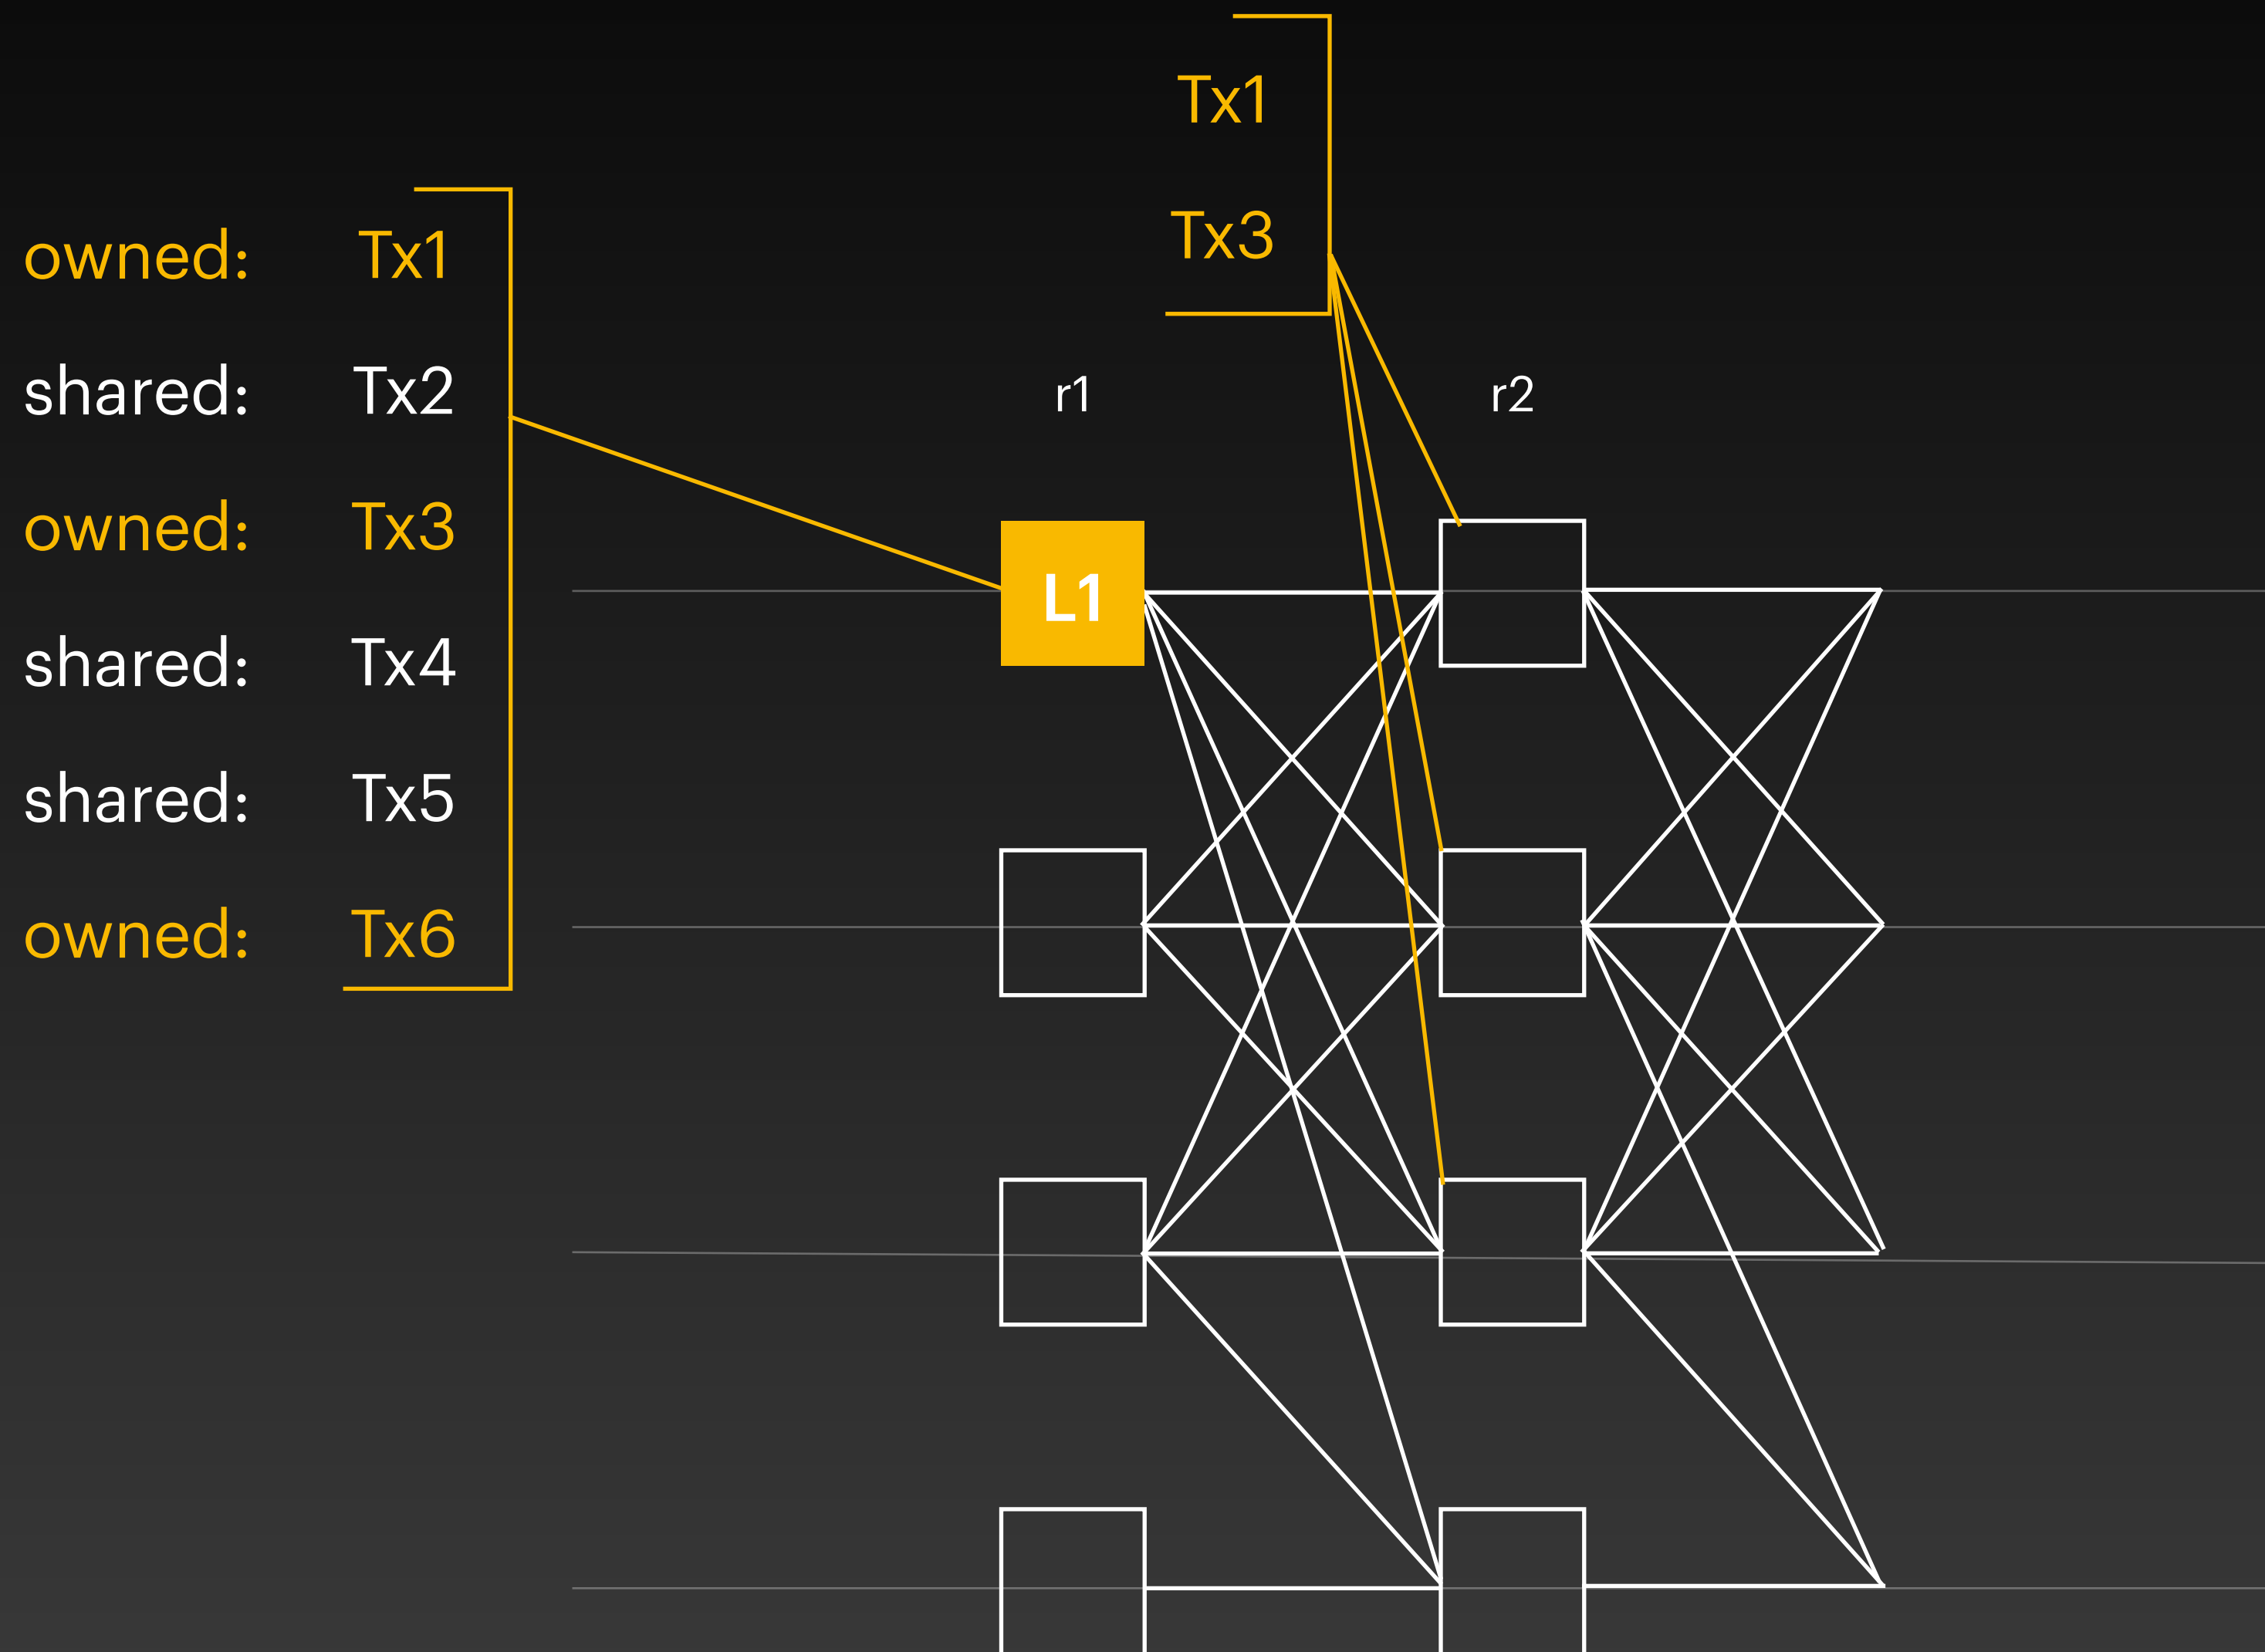 Tx1
Tx3
owned: Tx1
shared: Tx2
owned: Tx3
shared: Tx4
shared: Tx5
owned: Tx6
r1 r2
L1